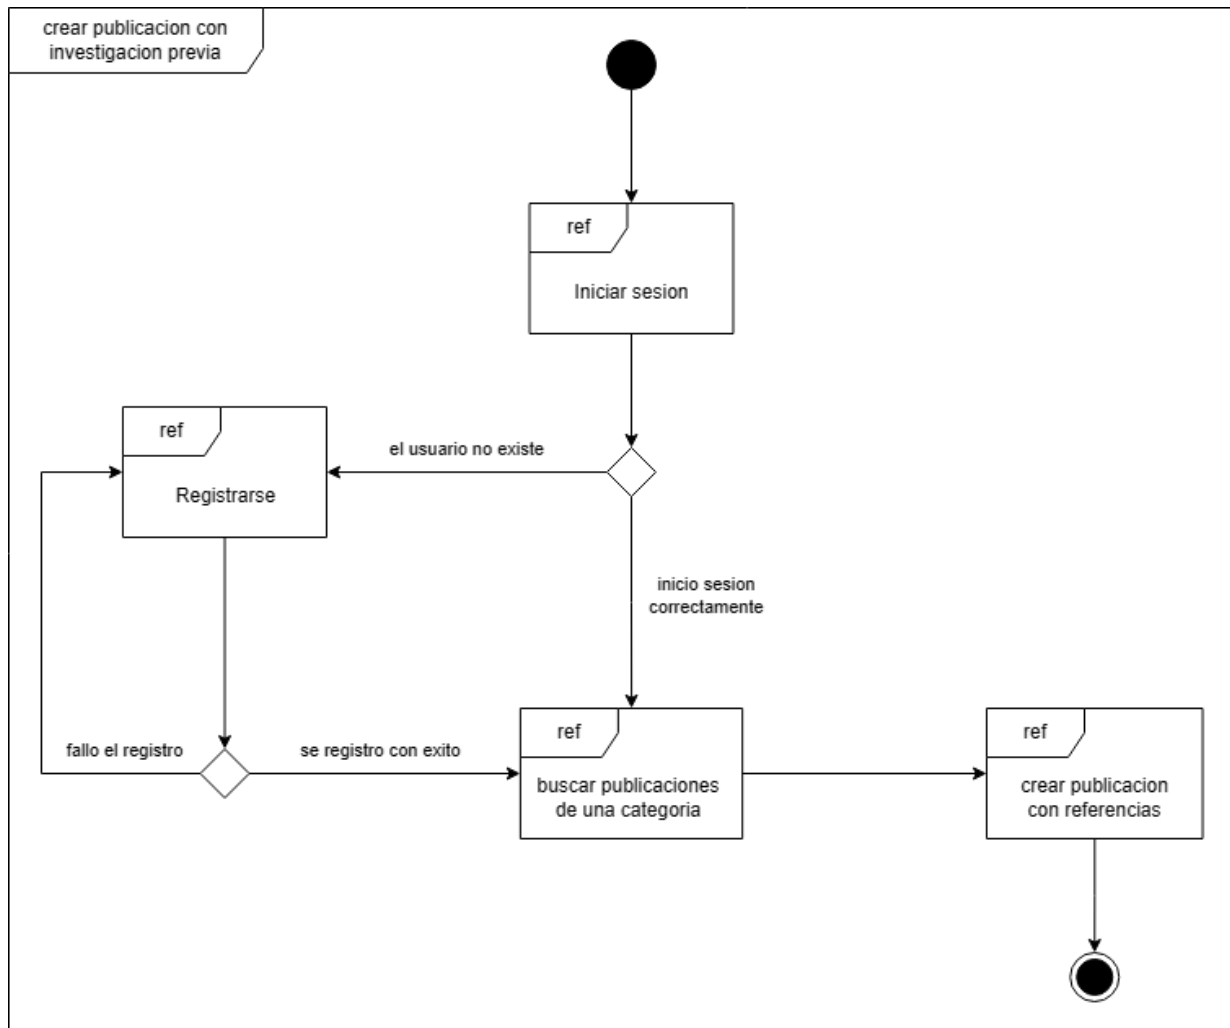 crear publicacion con
investigacion previa
ref
Iniciar sesion
ref
Registrarse
el usuario no existe
inicio sesion
correctamente
fallo el registro
se registro con exito
ref
buscar publicaciones
de una categoria
ref
crear publicacion
con referencias